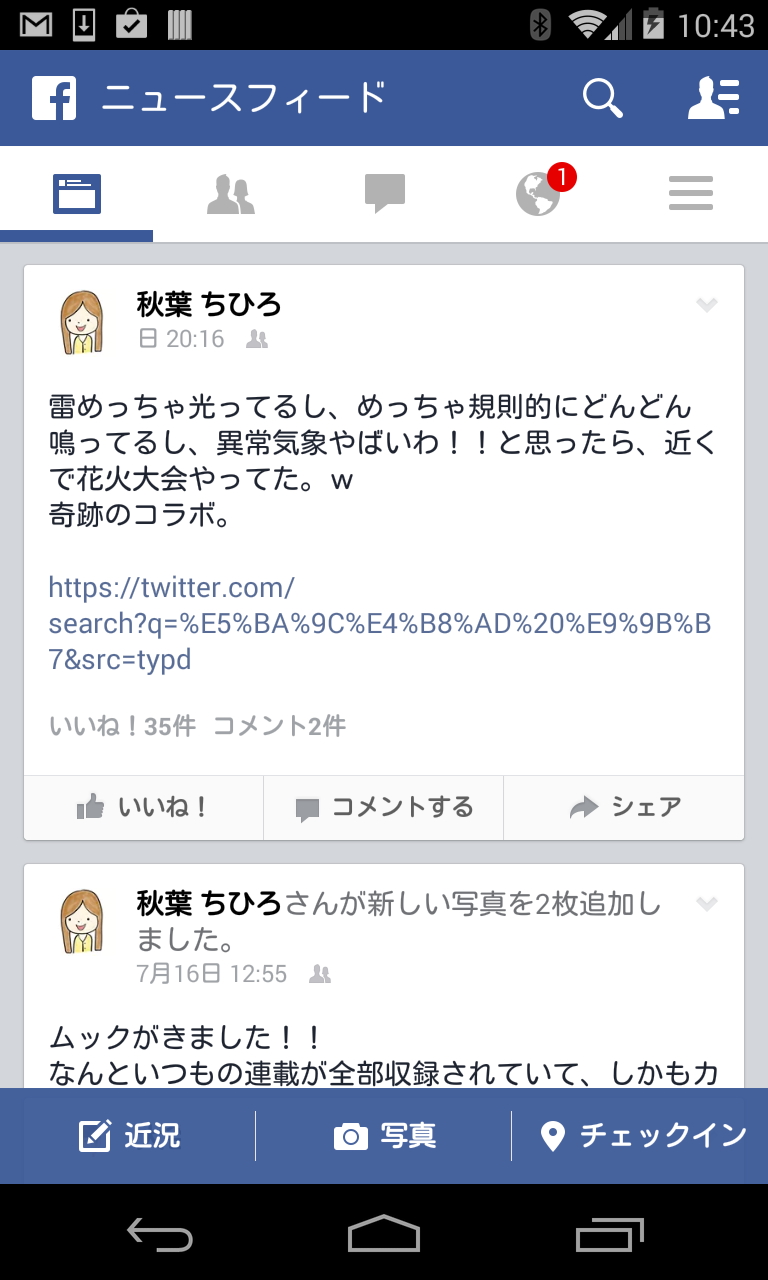 10:43
ニュースフィード
1
秋葉 ちひろ
日 20:16
雷めっちゃ光ってるし、めっちゃ規則的にどんどん
鳴ってるし、異常気象やばいわ！！と思ったら、近く
で花火大会やってた。ｗ
奇跡のコラボ。
https://twitter.com/
search?q=%E5%BA%9C%E4%B8%AD%20%E9%9B%B
7&src=typd
いいね！35件 コメント2件
いいね！ コメントする シェア
秋葉 ちひろさんが新しい写真を2枚追加し
ました。
7月16日 12:55
ムックがきました！！
なんといつもの連載が全部収録されていて、しかもカ
近況 写真 チェックイン